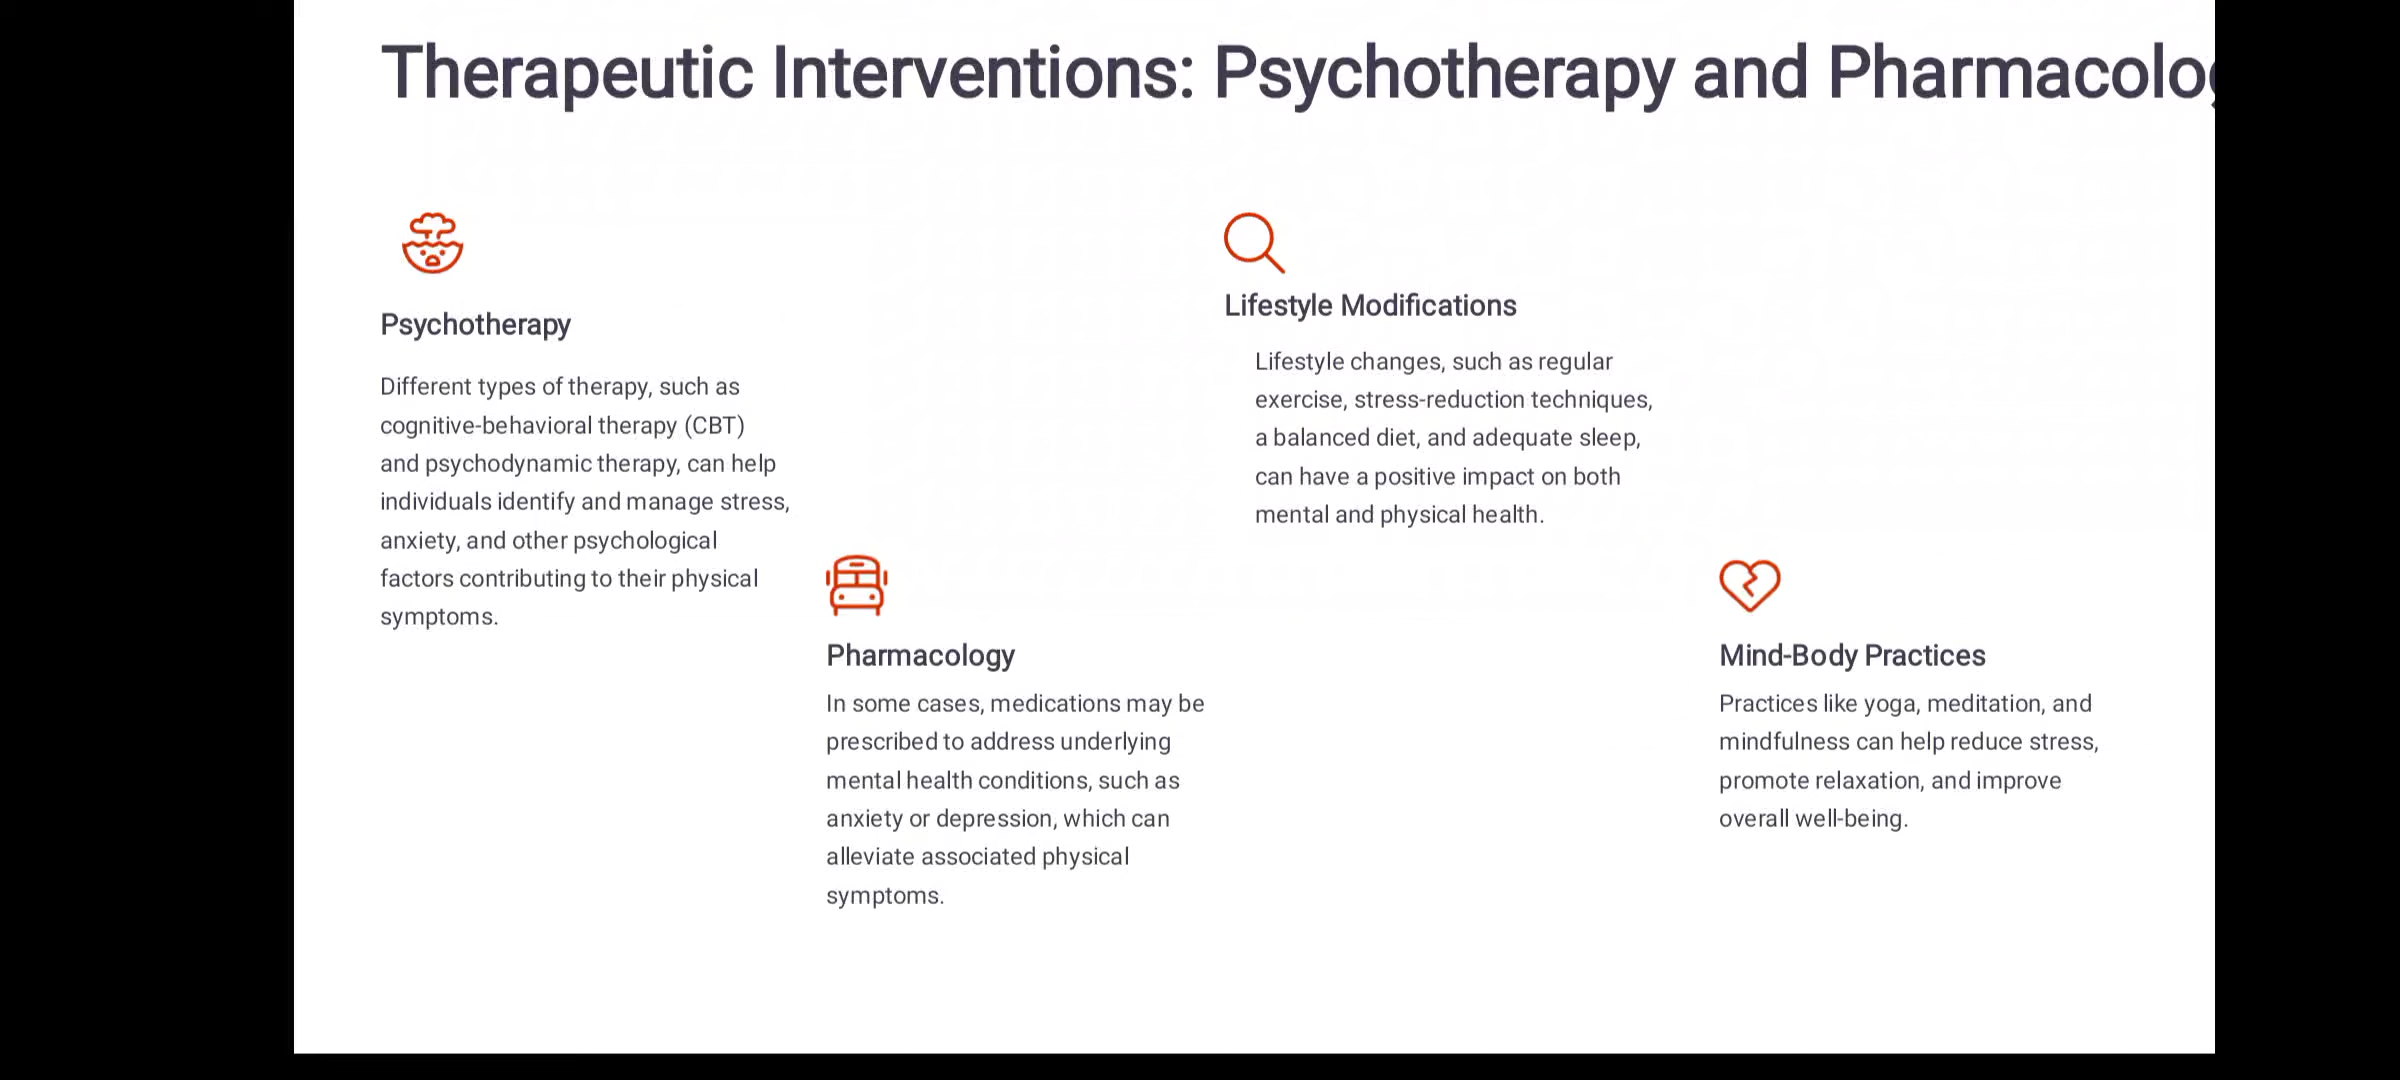 Therapeutic Interventions: Psychotherapy and
Psychotherapy
Different types of therapy, such as
cognitive-behavioral therapy (CBT)
and psychodynamic therapy, can help
individuals identify and manage stress,
anxiety, and other psychological
factors contributing to their physical
symptoms.
Pharmacology
In some cases, medications may be
prescribed to address underlying
mental health conditions, such as
anxiety or depression, which can
alleviate associated physical
symptoms.
Lifestyle Modifications
Lifestyle changes, such as regular
exercise, stress-reduction techniques,
a balanced diet, and adequate sleep,
can have a positive impact on both
mental and physical health.
Mind-Body Practices
Practices like yoga, meditation, and
mindfulness can help reduce stress,
promote relaxation, and improve
overall well-being.